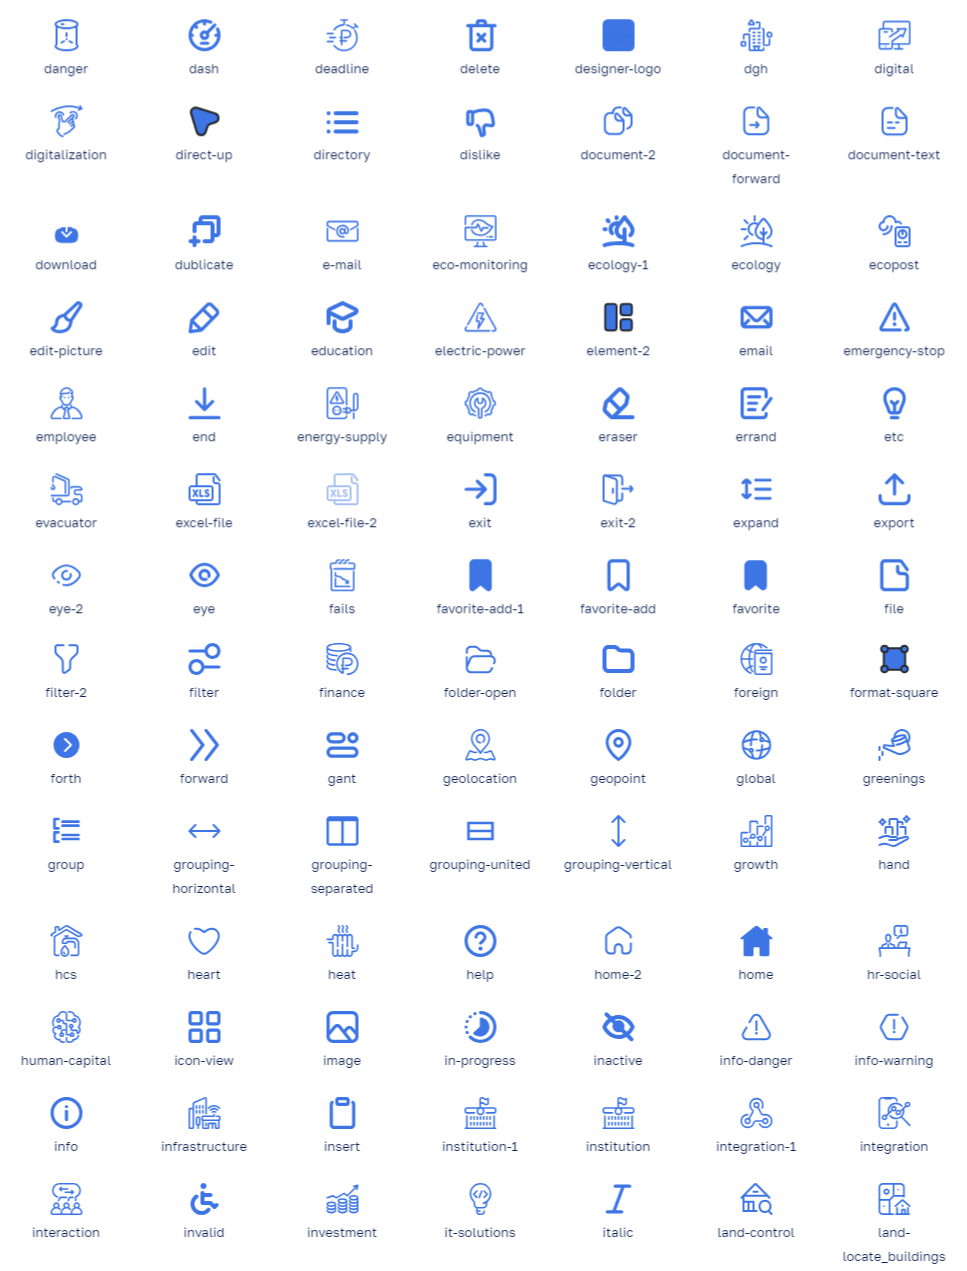 danger dash deadline delete designer-logo dgh digital
digitalization direct-up directory dislike document-2 document-forward document-text
download dublicate e-mail eco-monitoring ecology-1 ecology ecopost
edit-picture edit education electric-power element-2 email emergency-stop
employee end energy-supply equipment eraser errand etc
XLS XLS
evacuator excel-file excel-file-2 exit exit-2 expand export
eye-2 eye fails favorite-add-1 favorite-add favorite file
filter-2 filter finance folder-open folder foreign format-square
forth forward gant geolocation geopoint global greenings
group grouping-horizontal grouping-separated grouping-united grouping-vertical growth hand
hcs heart heat help home-2 home hr-social
human-capital icon-view image in-progress inactive info-danger info-warning
info infrastructure insert institution-1 institution integration-1 integration
interaction invalid investment it-solutions italic land-control land-locate_buildings